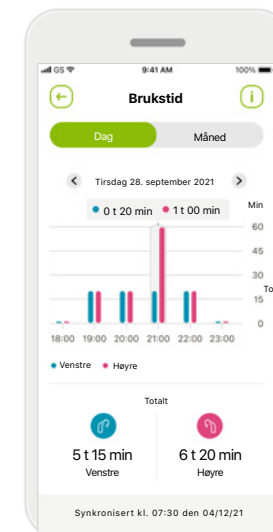 GS 9:41 AM 100%
Brukstid
Dag Måned
Tirsdag 28. september 2021
0 t 20 min 1 t 00 min Min
60
45
30
To
15
0
18:00 19:00 20:00 21:00 22:00 23:00
Venstre Høyre
Totalt
5 t 15 min 6 t 20 min
Venstre Høyre
Synkronisert kl. 07:30 den 04/12/21